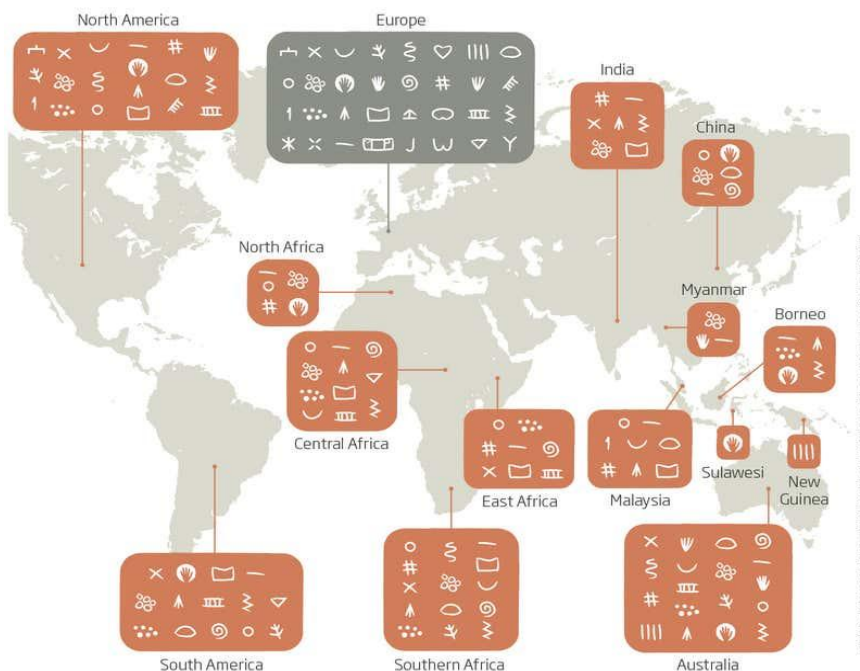 North America
Europe
India
China
North Africa
Myanmar
Borneo
Central Africa
East Africa
Malaysia
Sulawesi
New
Guinea
South America
Southern Africa
Australia